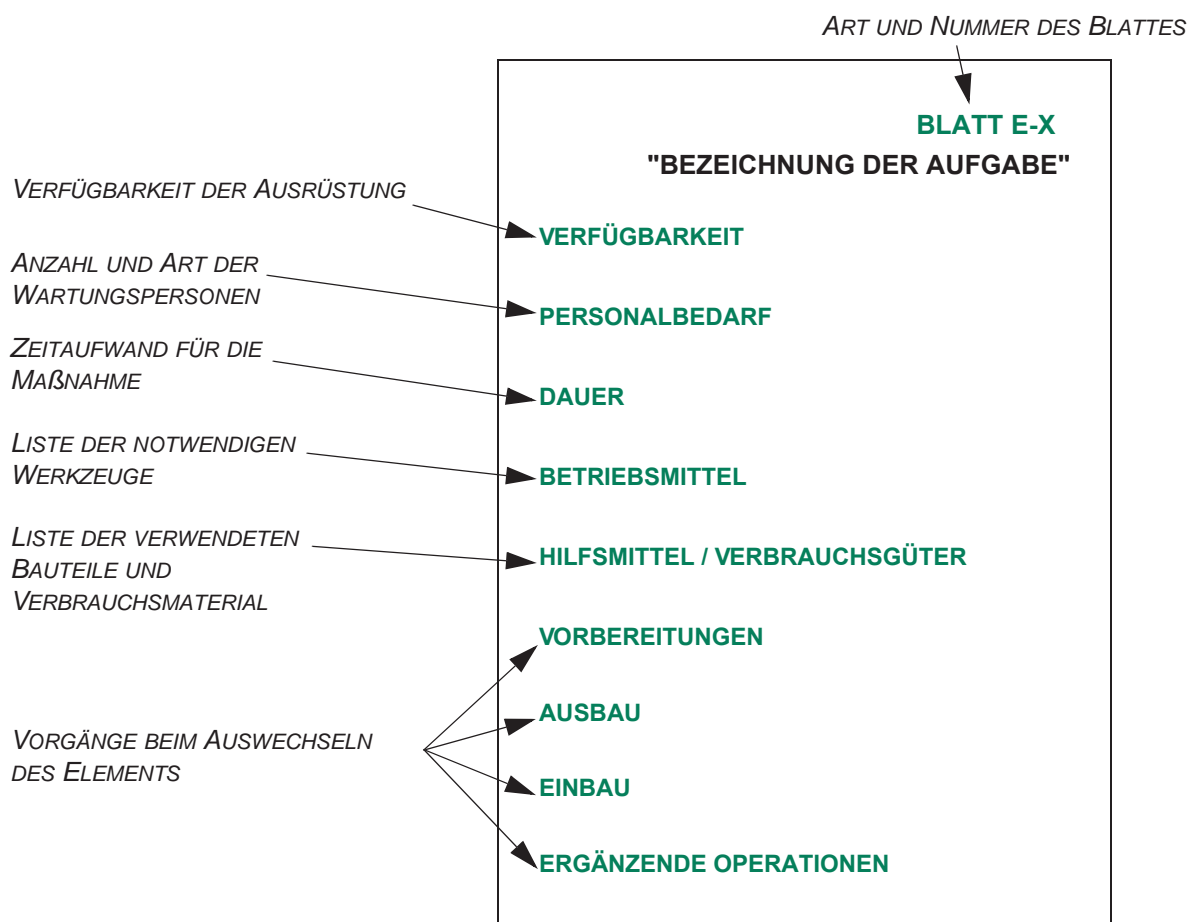 ART UND NUMMER DES BLATTES
BLATT E-X
"BEZEICHNUNG DER AUFGABE"
VERFÜGBARKEIT DER AUSRÜSTUNG
VERFÜGBARKEIT
ANZAHL UND ART DER
WARTUNGSPERSONEN
PERSONALBEDARF
ZEITAUFWAND FÜR DIE
MAßNAHME
DAUER
LISTE DER NOTWENDIGEN
WERKZEUGE
BETRIEBSMITTEL
LISTE DER VERWENDETEN
BAUTEILE UND
VERBRAUCHSMATERIAL
HILFSMITTEL / VERBRAUCHSGÜTER
VORGÄNGE BEIM AUSWECHSELN
DES ELEMENTS
VORBEREITUNGEN
AUSBAU
EINBAU
ERGÄNZENDE OPERATIONEN